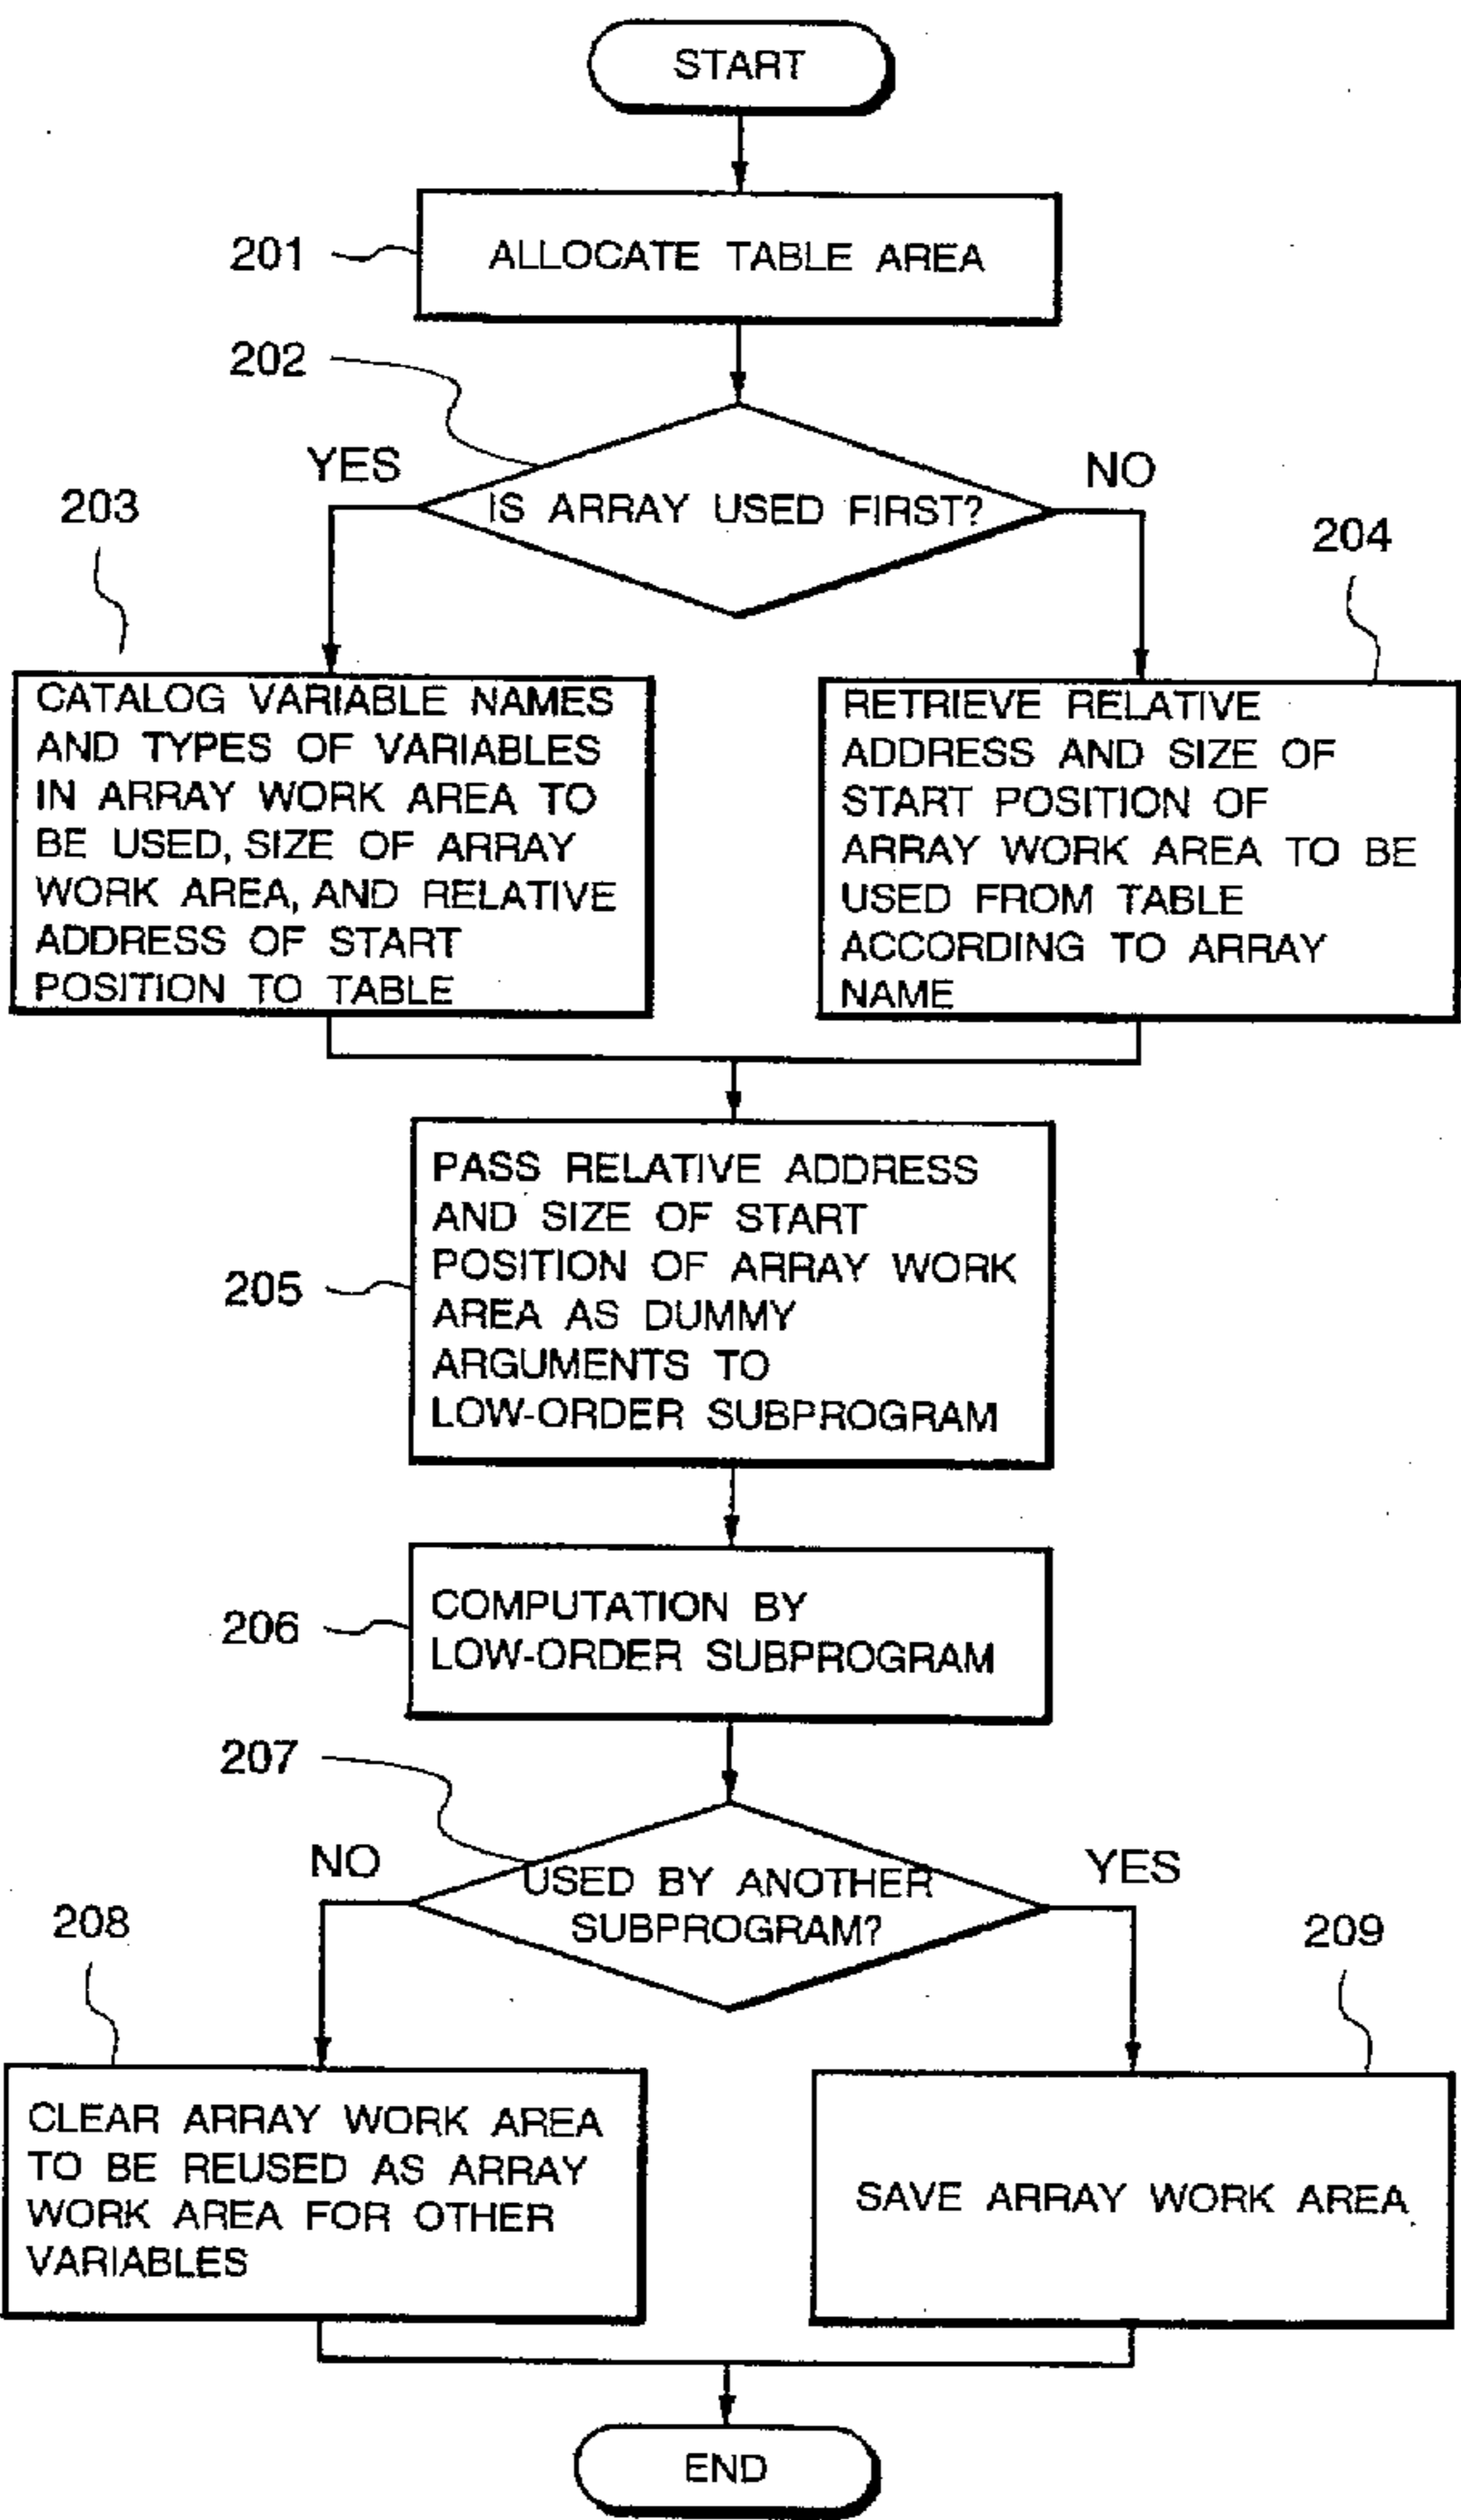 START
201
ALLOCATE TABLE AREA
202
YES
NO
IS ARRAY USED FIRST?
203
204
CATALOG VARIABLE NAMES
AND TYPES OF VARIABLES
IN ARRAY WORK AREA TO
BE USED, SIZE OF ARRAY
WORK AREA, AND RELATIVE
ADDRESS OF START
POSITION TO TABLE
RETRIEVE RELATIVE
ADDRESS AND SIZE OF
START POSITION OF
ARRAY WORK AREA TO BE
USED FROM TABLE
ACCORDING TO ARRAY
NAME
205
PASS RELATIVE ADDRESS
AND SIZE OF START
POSITION OF ARRAY WORK
AREA AS DUMMY
ARGUMENTS TO
LOW-ORDER SUBPROGRAM
206
COMPUTATION BY
LOW-ORDER SUBPROGRAM
207
NO
YES
USED BY ANOTHER
SUBPROGRAM?
208
209
CLEAR ARRAY WORK AREA
TO BE REUSED AS ARRAY
WORK AREA FOR OTHER
VARIABLES
SAVE ARRAY WORK AREA
END